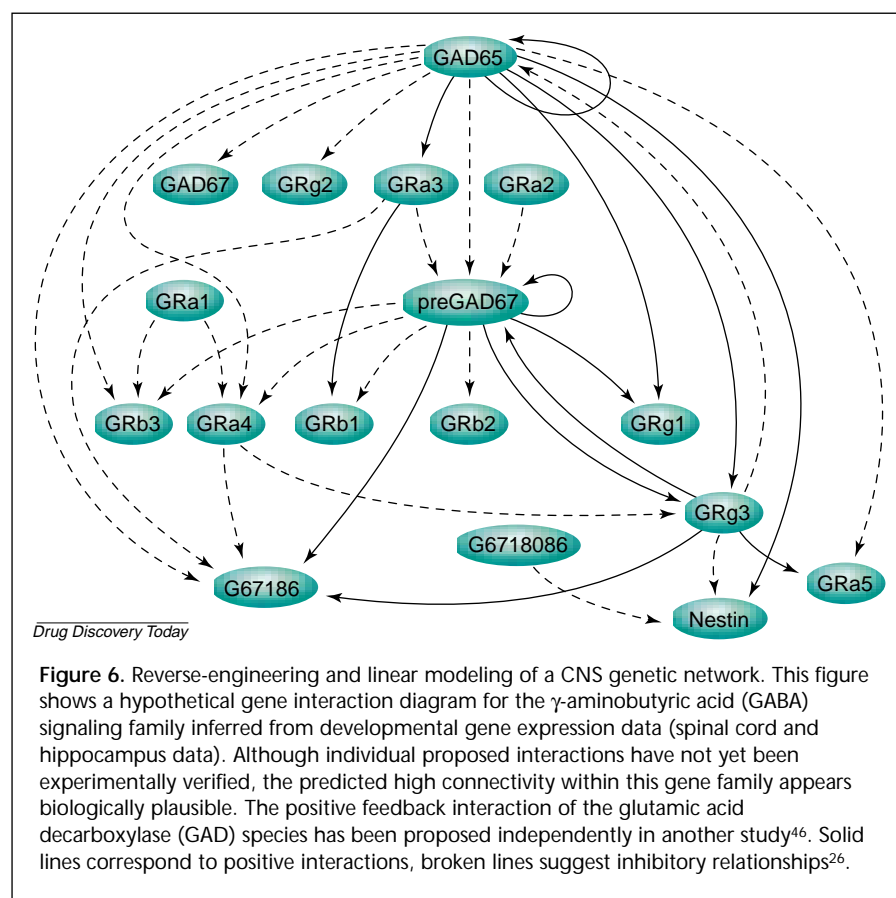 GAD65
GAD67
GRg2
GRa3
GRa2
GRa1
preGAD67
GRb3
GRa4
GRb1
GRb2
GRg1
GRg3
G6718086
G67186
GRa5
Nestin
Drug Discovery Today
Figure 6. Reverse-engineering and linear modeling of a CNS genetic network. This figure
shows a hypothetical gene interaction diagram for the γ-aminobutyric acid (GABA)
signaling family inferred from developmental gene expression data (spinal cord and
hippocampus data). Although individual proposed interactions have not yet been
experimentally verified, the predicted high connectivity within this gene family appears
biologically plausible. The positive feedback interaction of the glutamic acid
decarboxylase (GAD) species has been proposed independently in another study⁴⁶. Solid
lines correspond to positive interactions, broken lines suggest inhibitory relationships²⁶.